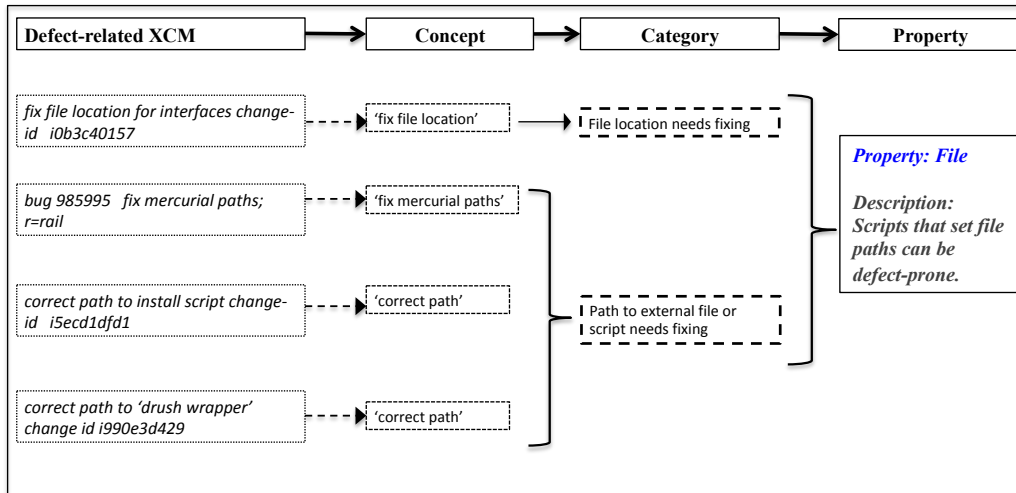 Defect-related XCM
Concept
Category
Property
fix file location for interfaces change-
id i0b3c40157
‘fix file location’
File location needs fixing
bug 985995 fix mercurial paths;
r=rail
‘fix mercurial paths’
correct path to install script change-
id i5ecd1dfd1
‘correct path’
Path to external file or
script needs fixing
correct path to ‘drush wrapper’
change id i990e3d429
‘correct path’
Property: File
Description:
Scripts that set file
paths can be
defect-prone.